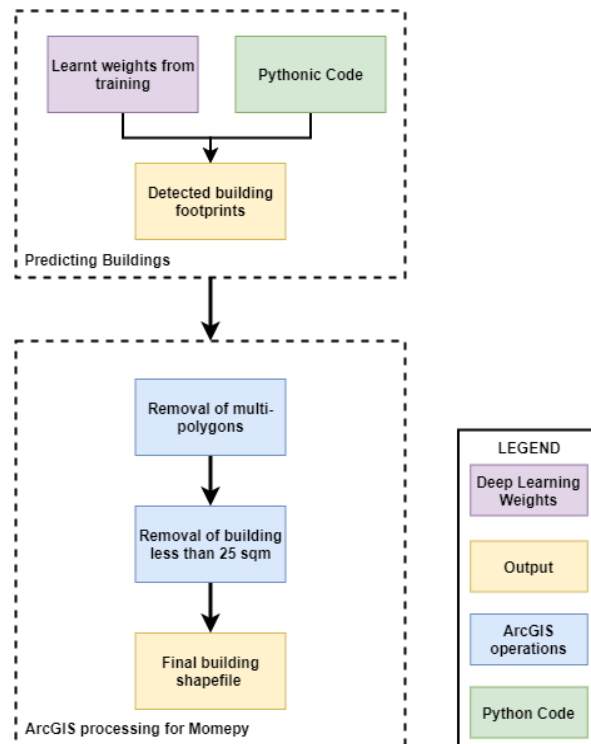 Learnt weights from
training
Pythonic Code
Detected building
footprints
Predicting Buildings
Removal of multi-
polygons
Removal of building
less than 25 sqm
Final building
shapefile
ArcGIS processing for Momepy
LEGEND
Deep Learning
Weights
Output
ArcGIS
operations
Python Code